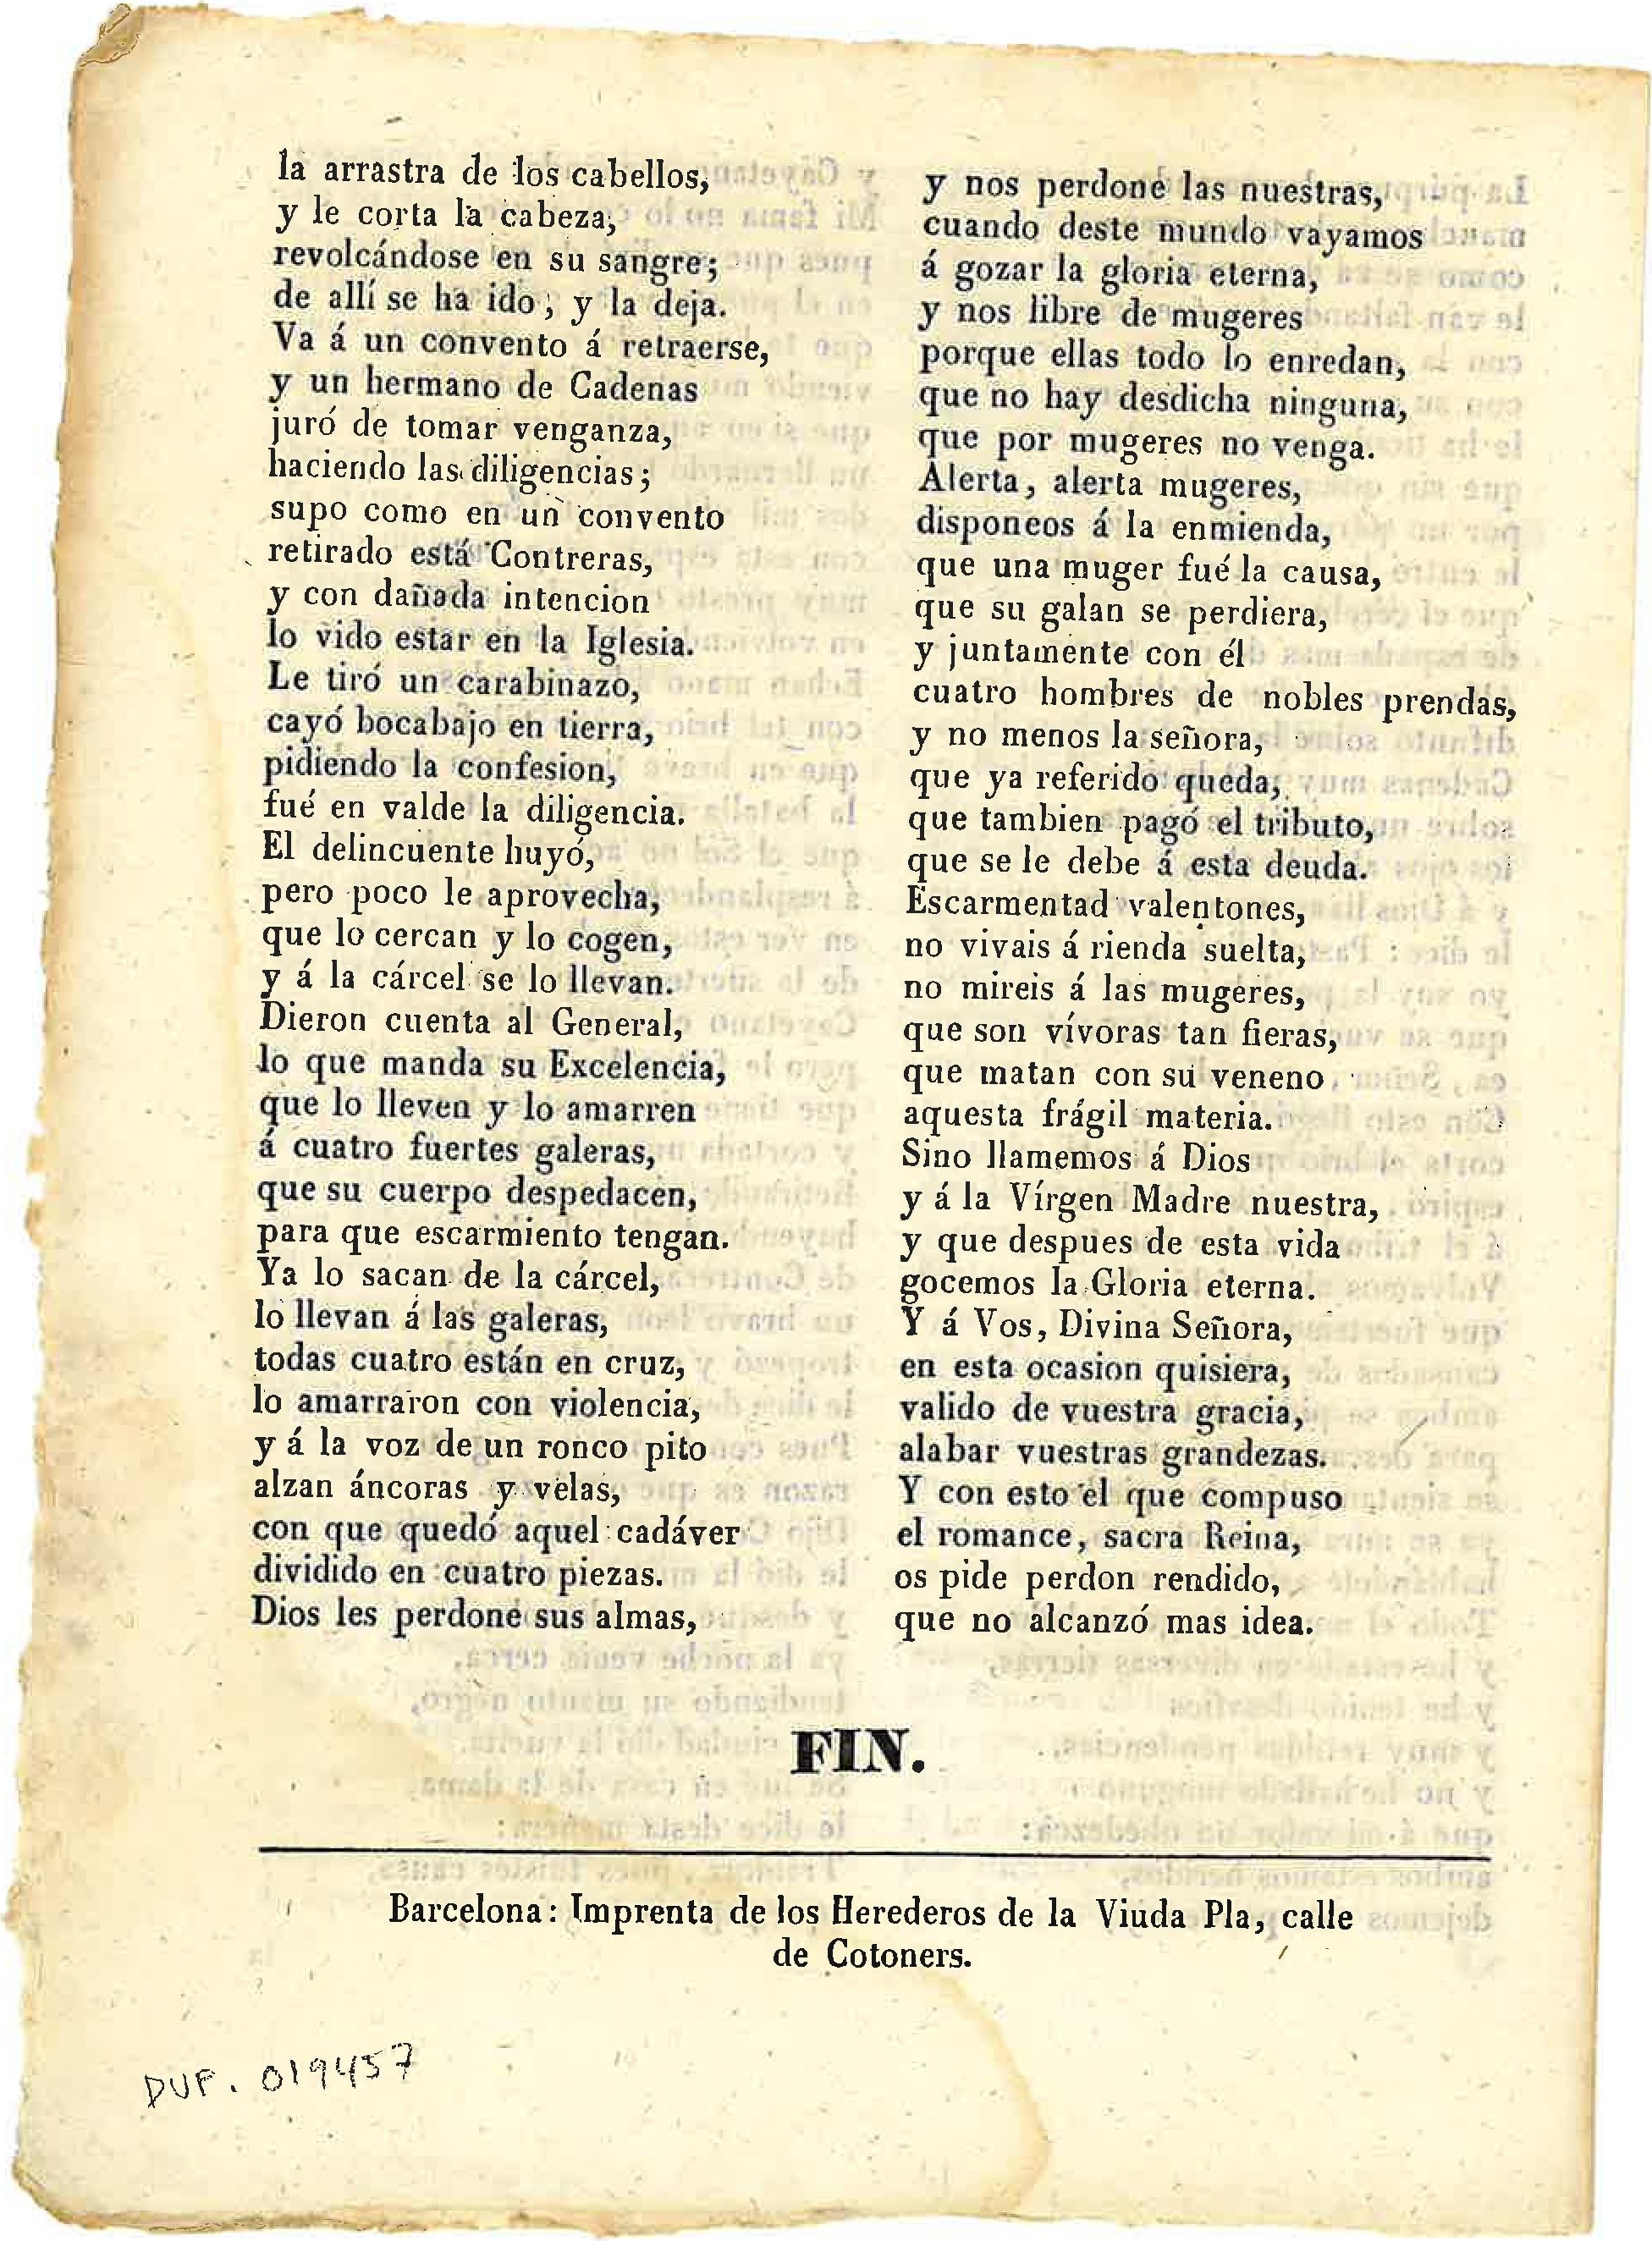 la arrastra de los cabellos,
y le corta la cabeza,
revolcándose en su sangre;
de allí se ha ido, y la deja.
Va á un convento á retraerse,
y un hermano de Cadenas
juró de tomar venganza,
haciendo las diligencias;
supo como en un convento
retirado está Contreras,
y con dañada intencion
lo vido estar en la Iglesia.
Le tiró un carabinazo,
cayó bocabajo en tierra,
pidiendo la confesion,
fué en valde la diligencia.
El delincuente huyó,
pero poco le aprovecha,
que lo cercan y lo cogen,
y á la cárcel se lo llevan.
Dieron cuenta al General,
lo que manda su Excelencia,
que lo lleven y lo amarren
á cuatro fuertes galeras,
que su cuerpo despedacen,
para que escarmiento tengan.
Ya lo sacan de la cárcel,
lo llevan á las galeras,
todas cuatro están en cruz,
lo amarraron con violencia,
y á la voz de un ronco pito
alzan áncoras y velas,
con que quedó aquel cadáver
dividido en cuatro piezas.
Dios les perdone sus almas,
y nos perdone las nuestras,
cuando deste mundo vayamos
á gozar la gloria eterna,
y nos libre de mugeres
porque ellas todo lo enredan,
que no hay desdicha ninguna,
que por mugeres no venga.
Alerta, alerta mugeres,
disponeos á la enmienda,
que una muger fué la causa,
que su galan se perdiera,
y juntamente con él
cuatro hombres de nobles prendas,
y no menos la señora,
que ya referido queda,
que tambien pagó el tributo,
que se le debe á esta deuda.
Escarmentad valentones,
no vivais á rienda suelta,
no mireis á las mugeres,
que son vívoras tan fieras,
que matan con su veneno
aquesta frágil materia.
Sino llamemos á Dios
y á la Vírgen Madre nuestra,
y que despues de esta vida
gocemos la Gloria eterna.
Y á Vos, Divina Señora,
en esta ocasion quisiera,
valido de vuestra gracia,
alabar vuestras grandezas.
Y con esto el que compuso
el romance, sacra Reina,
os pide perdon rendido,
que no alcanzó mas idea.
FIN.
Barcelona: Imprenta de los Herederos de la Viuda Pla, calle
de Cotoners.
DUP. 019457